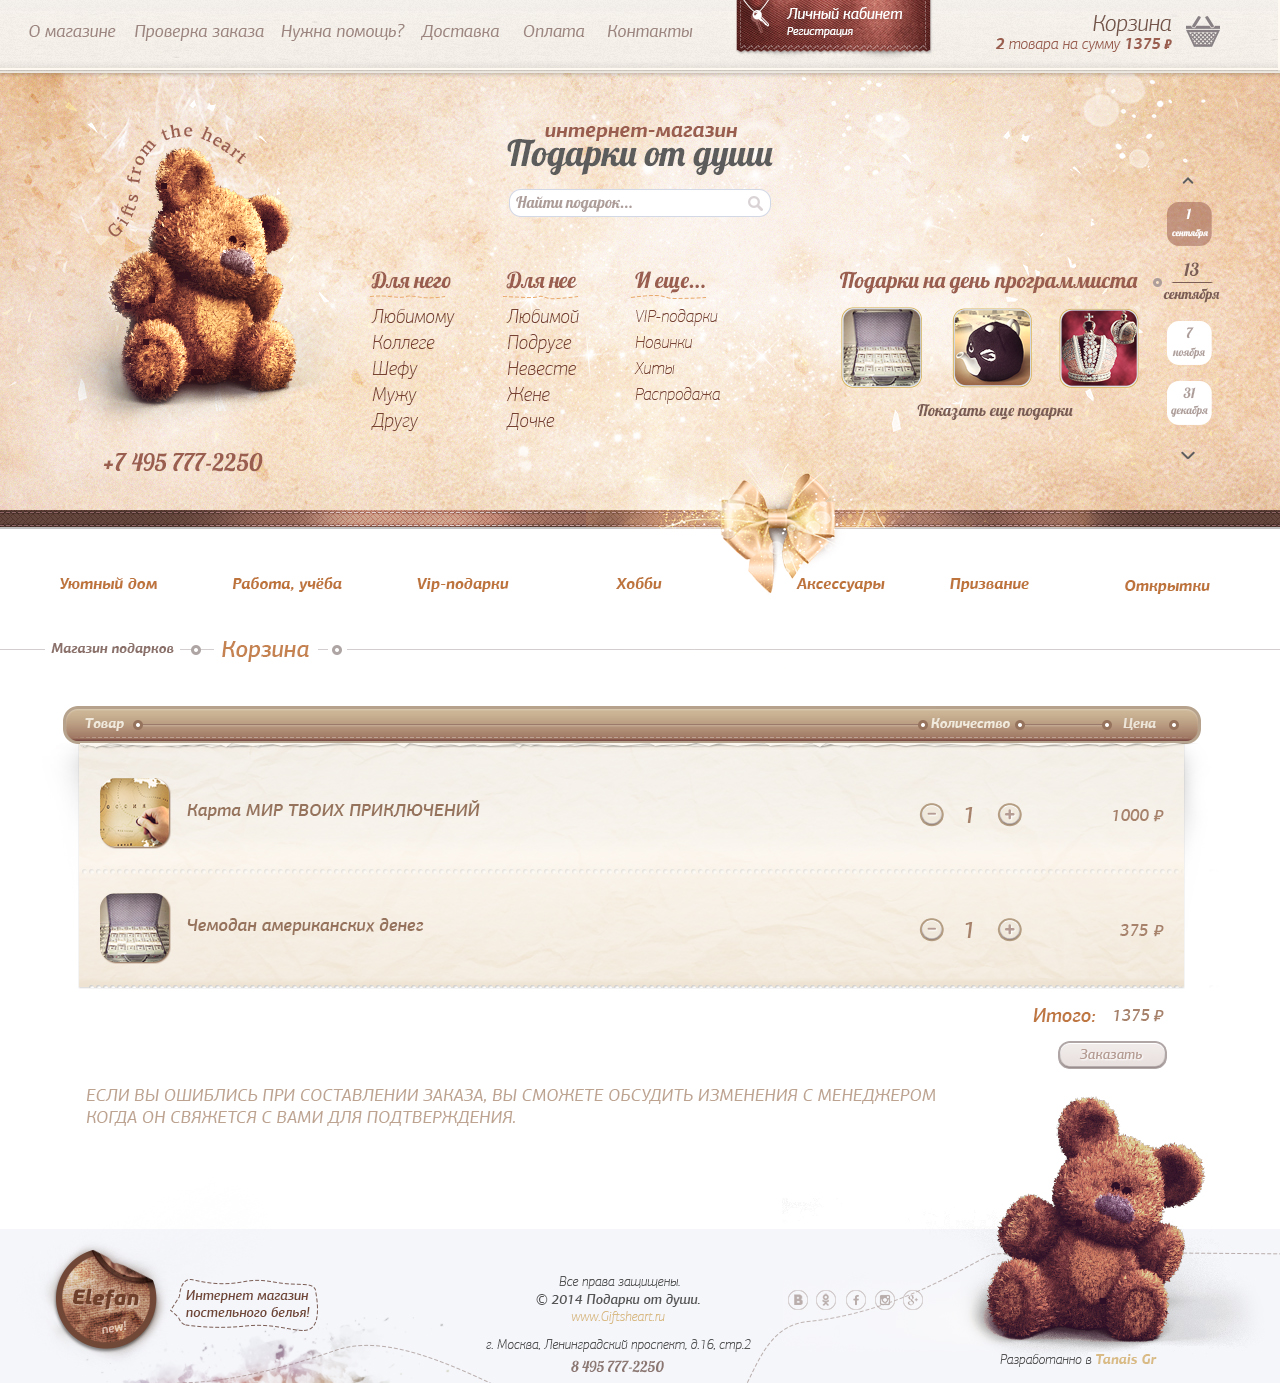 О магазине Проверка заказа Нужна помощь? Доставка Оплата Контакты
Личный кабинет
Регистрация
Корзина
2 товара на сумму 1375 ₽
Gifts from the heart
интернет-магазин
Подарки от души
Найти подарок...
+7 495 777-2250
Для него
Любимому
Коллеге
Шефу
Мужу
Другу
Для нее
Любимой
Подруге
Невесте
Жене
Дочке
И еще...
VIP-подарки
Новинки
Хиты
Распродажа
Подарки на день программиста
Показать еще подарки
1
сентября
13
сентября
7
ноября
31
декабря
Уютный дом Работа, учёба Vip-подарки Хобби Аксессуары Призвание Открытки
Магазин подарков Корзина
Товар Количество Цена
Карта МИР ТВОИХ ПРИКЛЮЧЕНИЙ 1 1000 ₽
Чемодан американских денег 1 375 ₽
Итого: 1375 ₽
Заказать
ЕСЛИ ВЫ ОШИБЛИСЬ ПРИ СОСТАВЛЕНИИ ЗАКАЗА, ВЫ СМОЖЕТЕ ОБСУДИТЬ ИЗМЕНЕНИЯ С МЕНЕДЖЕРОМ
КОГДА ОН СВЯЖЕТСЯ С ВАМИ ДЛЯ ПОДТВЕРЖДЕНИЯ.
Elefan
new!
Интернет магазин
постельного белья!
Все права защищены.
© 2014 Подарки от души.
www.Giftsheart.ru
г. Москва, Ленинградский проспект, д.16, стр.2
8 495 777-2250
Разработанно в Tanais Gr